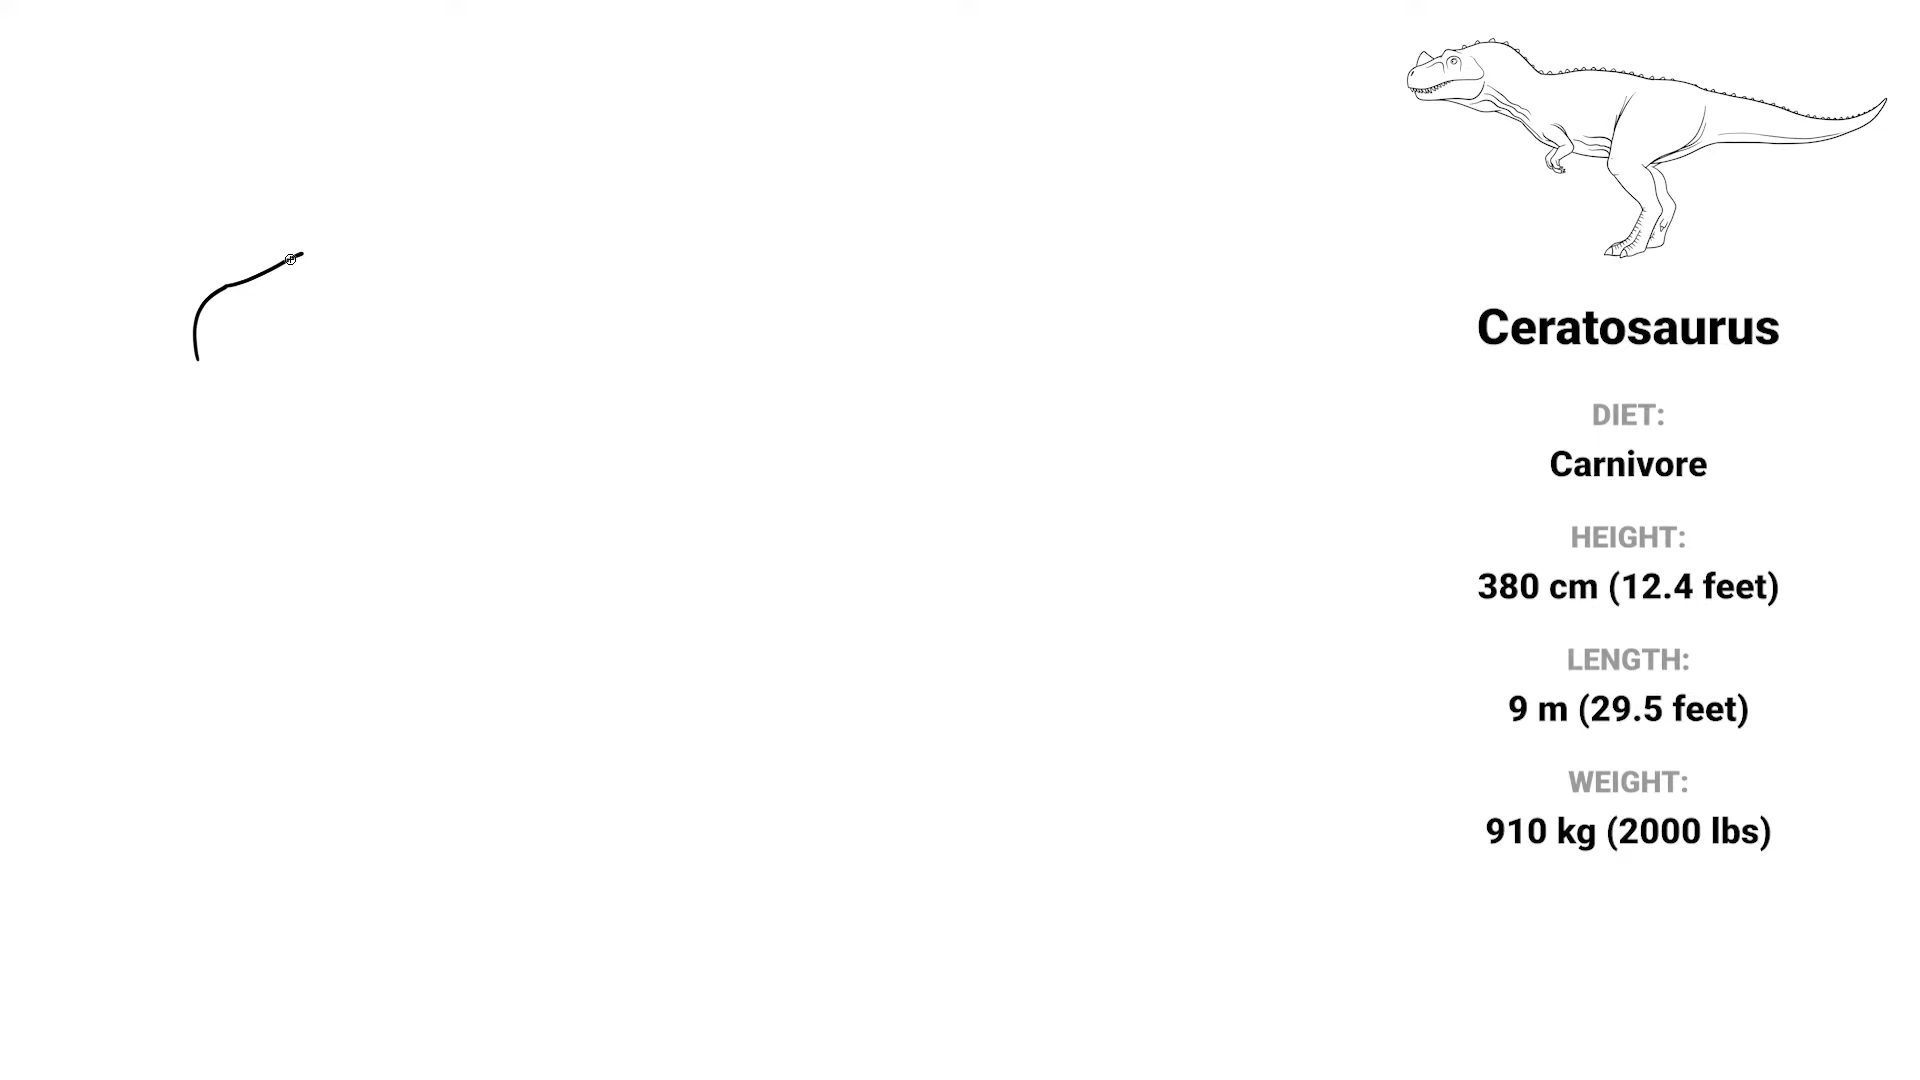 Ceratosaurus
DIET:
Carnivore
HEIGHT:
380 cm (12.4 feet)
LENGTH:
9 m (29.5 feet)
WEIGHT:
910 kg (2000 lbs)